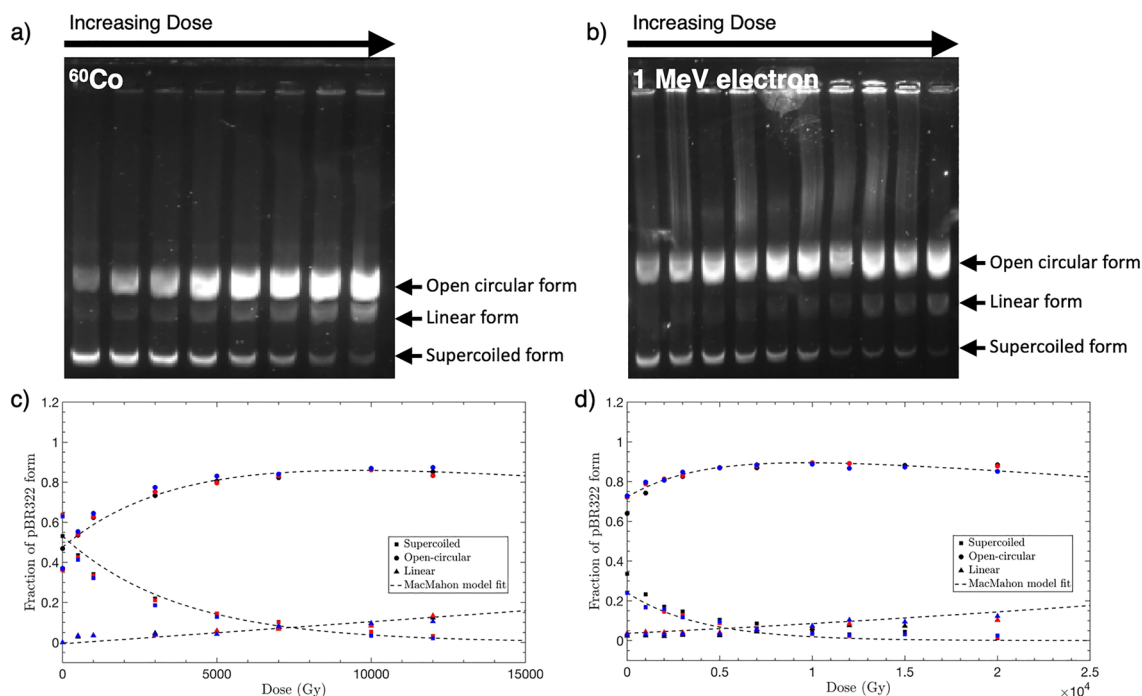 a)
Increasing Dose
⁶⁰Co
Open circular form
Linear form
Supercoiled form
b)
Increasing Dose
1 MeV electron
Open circular form
Linear form
Supercoiled form
c)
Fraction of pBR322 form
1.2
1
0.8
0.6
0.4
0.2
0
Supercoiled
Open-circular
Linear
MacMahon model fit
0 5000 10000 15000
Dose (Gy)
d)
Fraction of pBR322 form
1.2
1
0.8
0.6
0.4
0.2
0
Supercoiled
Open-circular
Linear
MacMahon model fit
0 0.5 1 1.5 2 2.5
Dose (Gy)
×10⁴